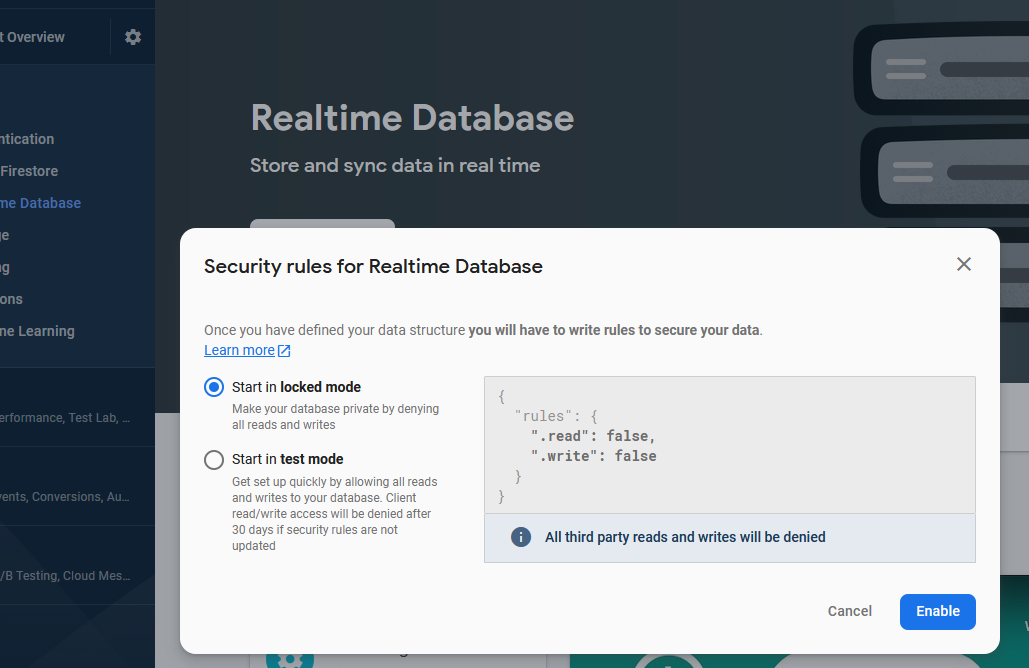 t Overview
ntication
Firestore
me Database
ge
ng
ons
ne Learning
erformance, Test Lab, ...
vents, Conversions, Au...
/B Testing, Cloud Mes...
Realtime Database
Store and sync data in real time
Security rules for Realtime Database
Once you have defined your data structure you will have to write rules to secure your data.
Learn more
Start in locked mode
Make your database private by denying
all reads and writes
Start in test mode
Get set up quickly by allowing all reads
and writes to your database. Client
read/write access will be denied after
30 days if security rules are not
updated
{
"rules": {
".read": false,
".write": false
}
}
i All third party reads and writes will be denied
Cancel
Enable